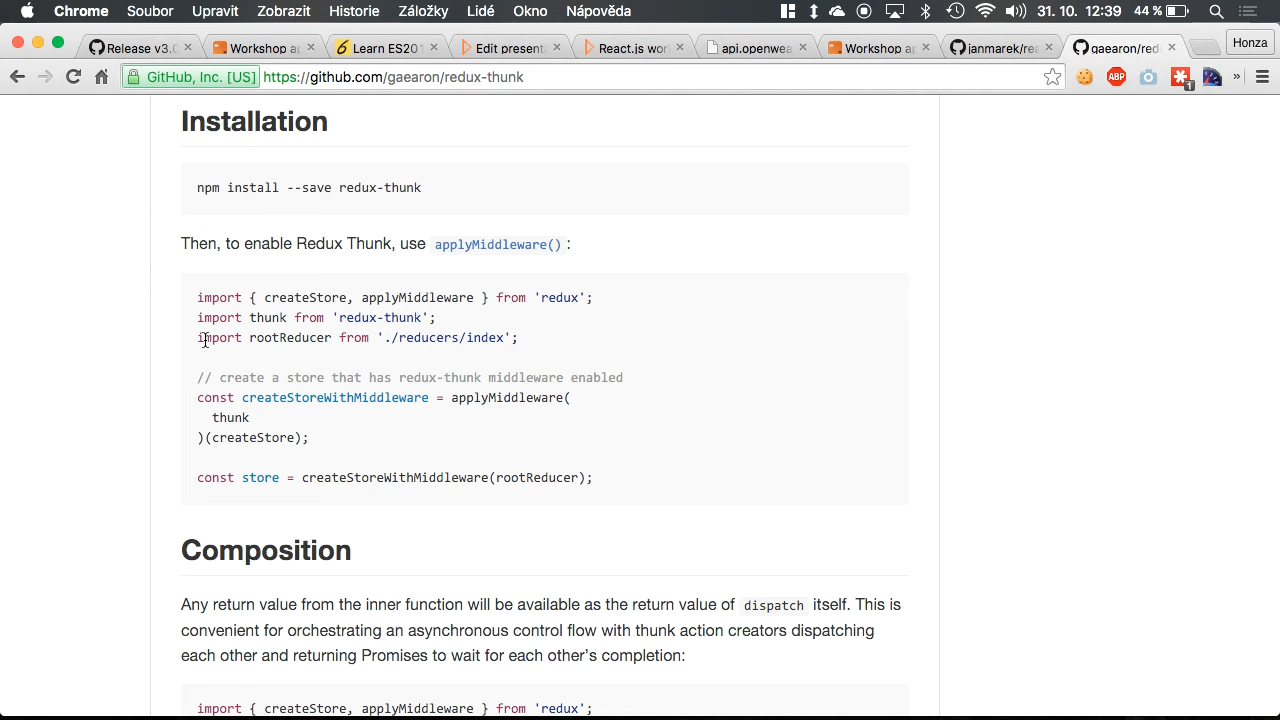 Chrome Soubor Upravit Zobrazit Historie Záložky Lidé Okno Nápověda 31. 10. 12:39 44 %
Release v3. Workshop ap Learn ES201 Edit present React.js wor api.openwea Workshop ap janmarek/rea gaearon/red Honza
GitHub, Inc. [US] https://github.com/gaearon/redux-thunk ABP 1 »
Installation
npm install --save redux-thunk
Then, to enable Redux Thunk, use applyMiddleware():
import { createStore, applyMiddleware } from 'redux';
import thunk from 'redux-thunk';
import rootReducer from './reducers/index';
// create a store that has redux-thunk middleware enabled
const createStoreWithMiddleware = applyMiddleware(
thunk
)(createStore);
const store = createStoreWithMiddleware(rootReducer);
Composition
Any return value from the inner function will be available as the return value of dispatch itself. This is
convenient for orchestrating an asynchronous control flow with thunk action creators dispatching
each other and returning Promises to wait for each other's completion:
import { createStore, applyMiddleware } from 'redux';